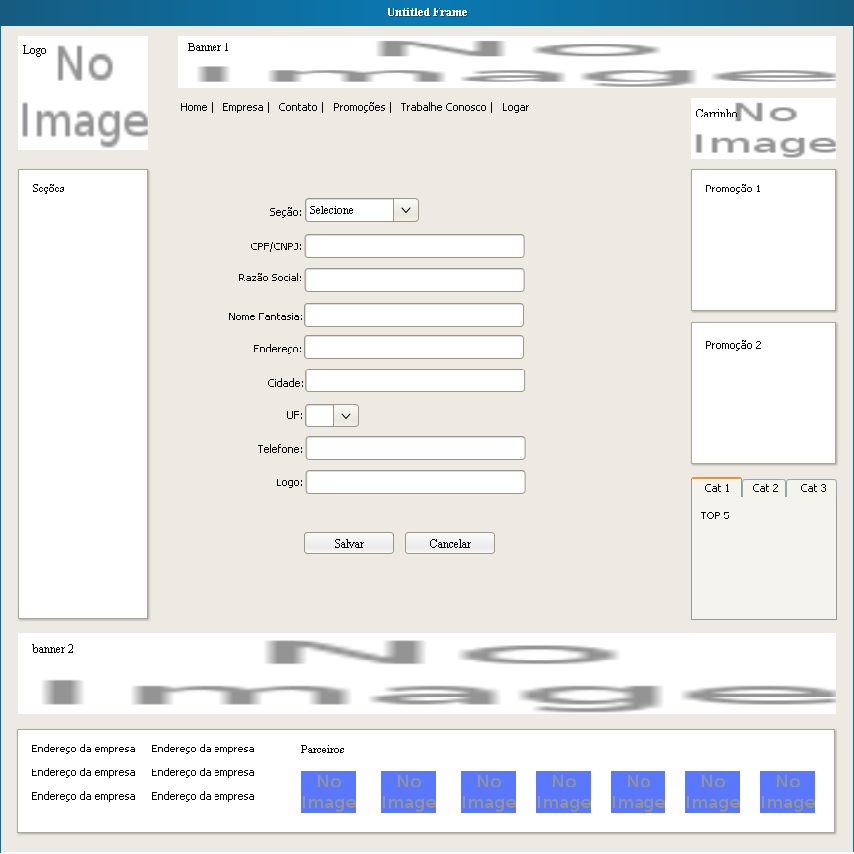 Untitled Frame
Logo
No Image
Banner 1
No
Image
Home | Empresa | Contato | Promoções | Trabalhe Conosco | Logar
Carrinho
No
Image
Seções
Seção: Selecione
CPF/CNPJ:
Razão Social:
Nome Fantasia:
Endereço:
Cidade:
UF:
Telefone:
Logo:
Salvar Cancelar
Promoção 1
Promoção 2
Cat 1 Cat 2 Cat 3
TOP 5
banner 2
No
Image
Endereço da empresa Endereço da empresa
Endereço da empresa Endereço da empresa
Endereço da empresa Endereço da empresa
Parceiros
No Image
No Image
No Image
No Image
No Image
No Image
No Image